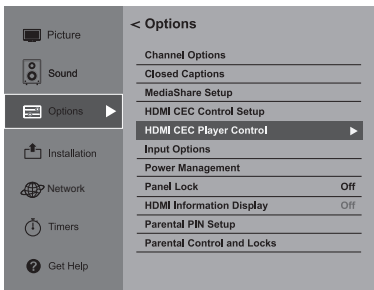 Picture
Sound
Options
Installation
Network
Timers
Get Help
< Options
Channel Options
Closed Captions
MediaShare Setup
HDMI CEC Control Setup
HDMI CEC Player Control
Input Options
Power Management
Panel Lock Off
HDMI Information Display Off
Parental PIN Setup
Parental Control and Locks